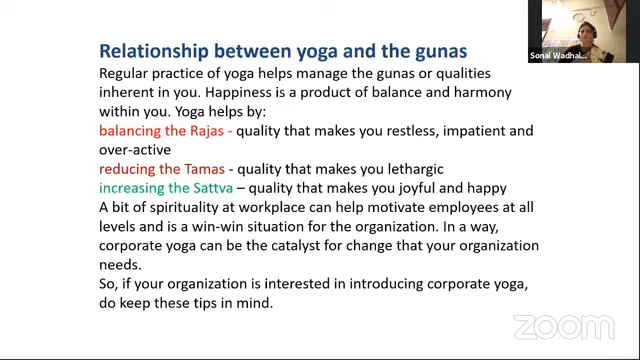 Relationship between yoga and the gunas
Regular practice of yoga helps manage the gunas or qualities
inherent in you. Happiness is a product of balance and harmony
within you. Yoga helps by:
balancing the Rajas - quality that makes you restless, impatient and
over-active
reducing the Tamas - quality that makes you lethargic
increasing the Sattva – quality that makes you joyful and happy
A bit of spirituality at workplace can help motivate employees at all
levels and is a win-win situation for the organization. In a way,
corporate yoga can be the catalyst for change that your organization
needs.
So, if your organization is interested in introducing corporate yoga,
do keep these tips in mind.
Sonal Wadhal...
zoom